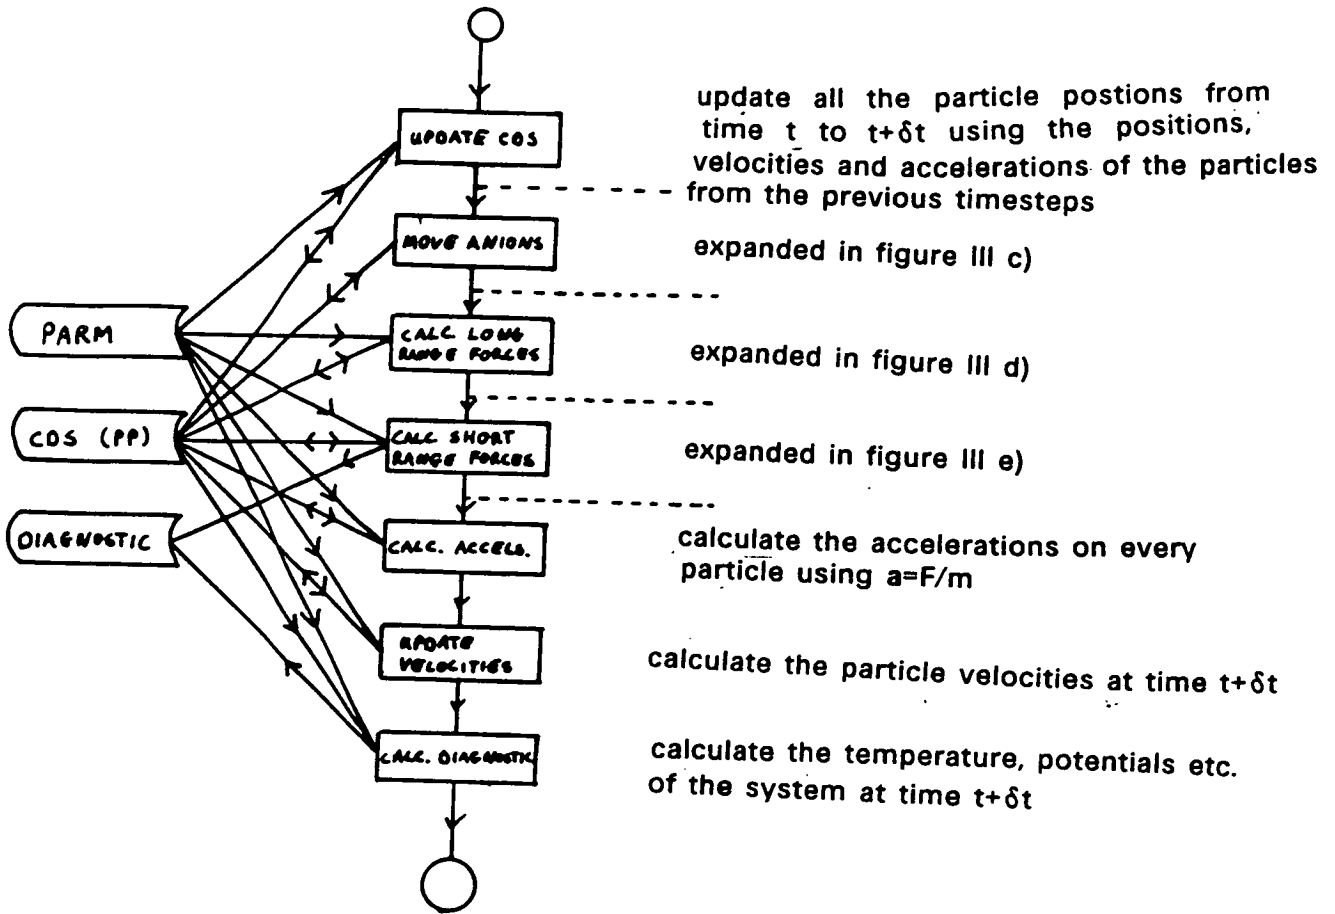 UPDATE COS
update all the particle postions from
time t to t+δt using the positions,
velocities and accelerations of the particles
from the previous timesteps
MOVE ANIONS
expanded in figure III c)
PARM
CALC. LONG
RANGE FORCES
expanded in figure III d)
COS (PP)
CALC SHORT
RANGE FORCES
expanded in figure III e)
DIAGNOSTIC
CALC. ACCELS.
calculate the accelerations on every
particle using a=F/m
UPDATE
VELOCITIES
calculate the particle velocities at time t+δt
CALC. DIAGNOSTIC
calculate the temperature, potentials etc.
of the system at time t+δt